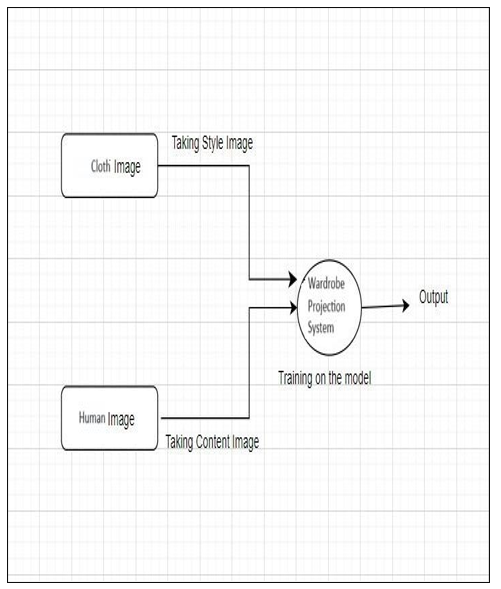 Taking Style Image
Cloth Image
Wardrobe
Projection
System
Output
Training on the model
Human Image
Taking Content Image